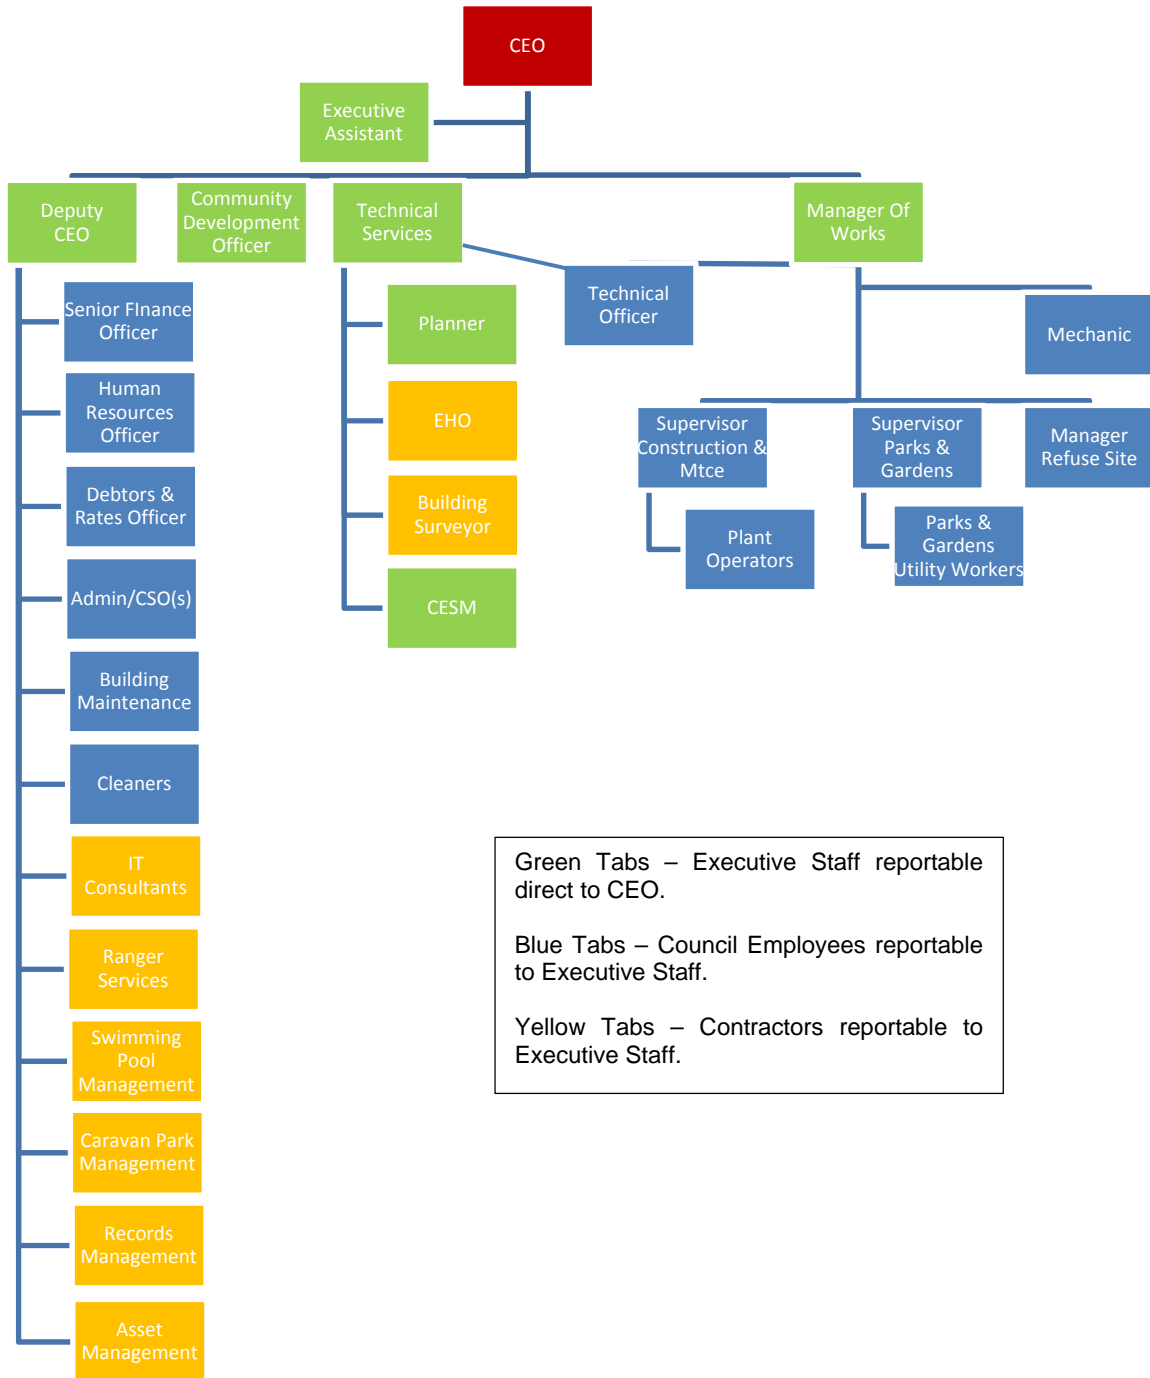 CEO
Executive
Assistant
Deputy
CEO
Community
Development
Officer
Technical
Services
Manager Of
Works
Senior FInance
Officer
Human
Resources
Officer
Debtors &
Rates Officer
Admin/CSO(s)
Building
Maintenance
Cleaners
IT
Consultants
Ranger
Services
Swimming
Pool
Management
Caravan Park
Management
Records
Management
Asset
Management
Planner
EHO
Building
Surveyor
CESM
Technical
Officer
Mechanic
Supervisor
Construction &
Mtce
Supervisor
Parks &
Gardens
Manager
Refuse Site
Plant
Operators
Parks &
Gardens
Utility Workers
Green Tabs – Executive Staff reportable
direct to CEO.
Blue Tabs – Council Employees reportable
to Executive Staff.
Yellow Tabs – Contractors reportable to
Executive Staff.